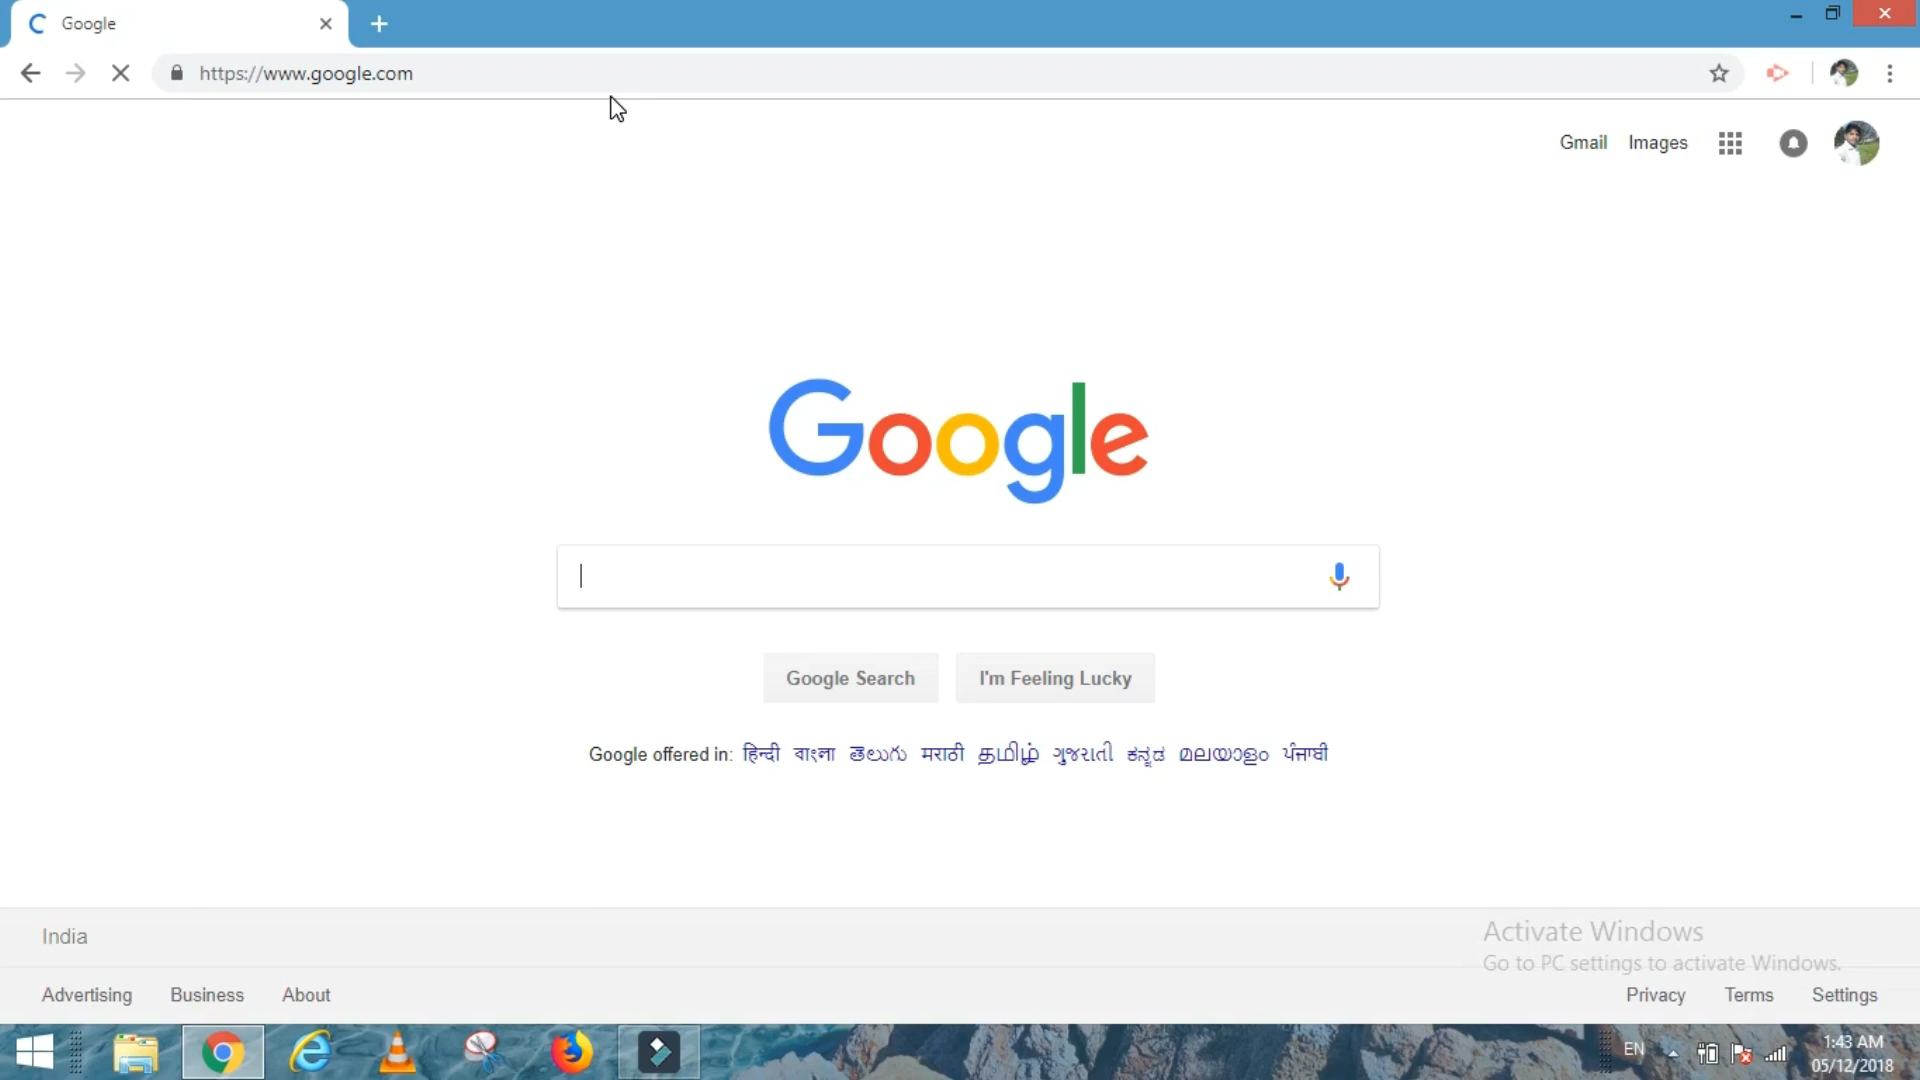 Google
https://www.google.com
Gmail Images
Google
Google Search I'm Feeling Lucky
Google offered in: हिन्दी বাংলা తెలుగు मराठी தமிழ் ગુજરાતી ಕನ್ನಡ മലയാളം ਪੰਜਾਬੀ
India
Activate Windows
Go to PC settings to activate Windows.
Advertising Business About Privacy Terms Settings
EN 1:43 AM
05/12/2018